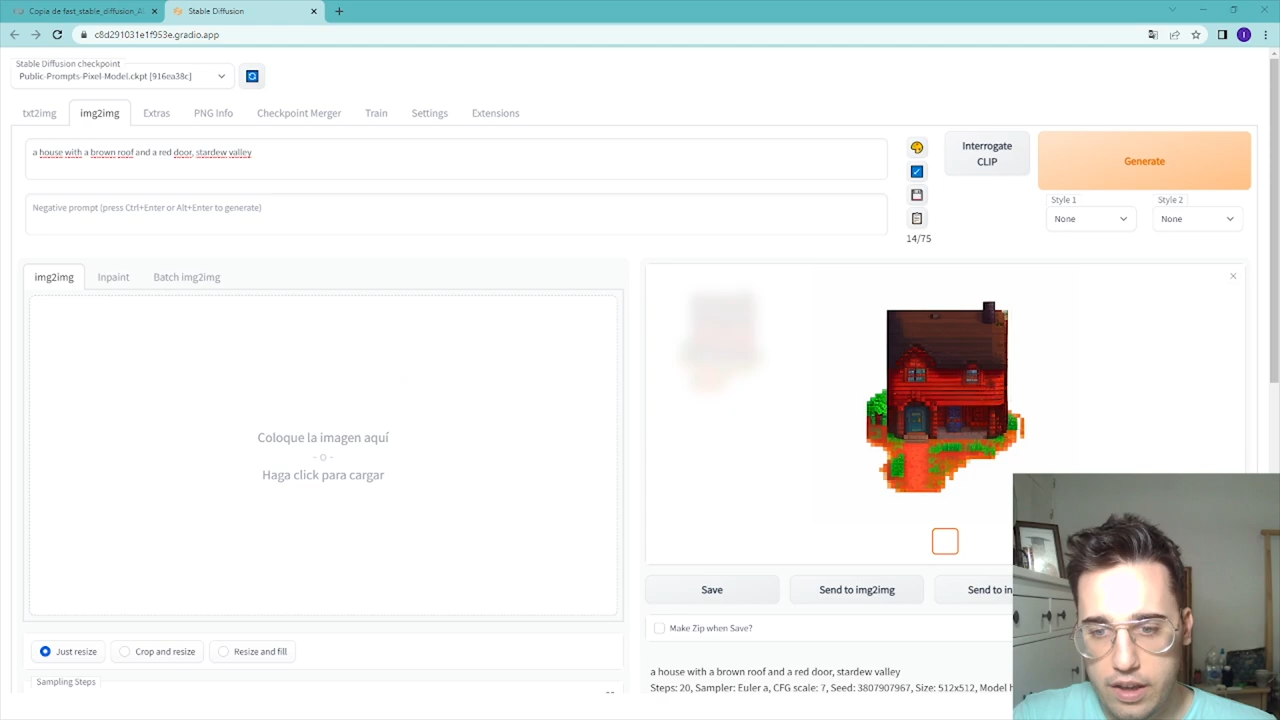 Copia de fast_stable_diffusion_AI
Stable Diffusion
c8d291031e1f953e.gradio.app
Stable Diffusion checkpoint
Public-Prompts-Pixel-Model.ckpt [916ea38c]
txt2img
img2img
Extras
PNG Info
Checkpoint Merger
Train
Settings
Extensions
a house with a brown roof and a red door, stardew valley
Negative prompt (press Ctrl+Enter or Alt+Enter to generate)
14/75
Interrogate
CLIP
Generate
Style 1
None
Style 2
None
img2img
Inpaint
Batch img2img
Coloque la imagen aquí
- o -
Haga click para cargar
Just resize
Crop and resize
Resize and fill
Sampling Steps
Save
Send to img2img
Send to in
Make Zip when Save?
a house with a brown roof and a red door, stardew valley
Steps: 20, Sampler: Euler a, CFG scale: 7, Seed: 3807907967, Size: 512x512, Model h